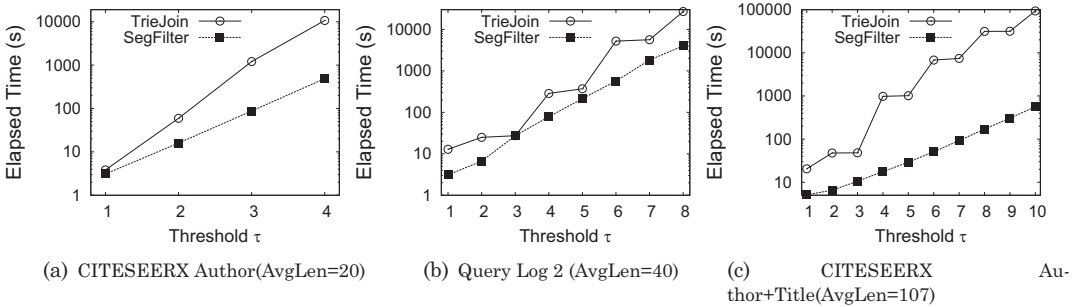 Elapsed Time (s)
10000
1000
100
10
1
TrieJoin
SegFilter
1 2 3 4
Threshold τ
(a) CITESEERX Author(AvgLen=20)
Elapsed Time (s)
10000
1000
100
10
1
TrieJoin
SegFilter
1 2 3 4 5 6 7 8
Threshold τ
(b) Query Log 2 (AvgLen=40)
Elapsed Time (s)
100000
10000
1000
100
10
TrieJoin
SegFilter
1 2 3 4 5 6 7 8 9 10
Threshold τ
(c) CITESEERX Au-
thor+Title(AvgLen=107)